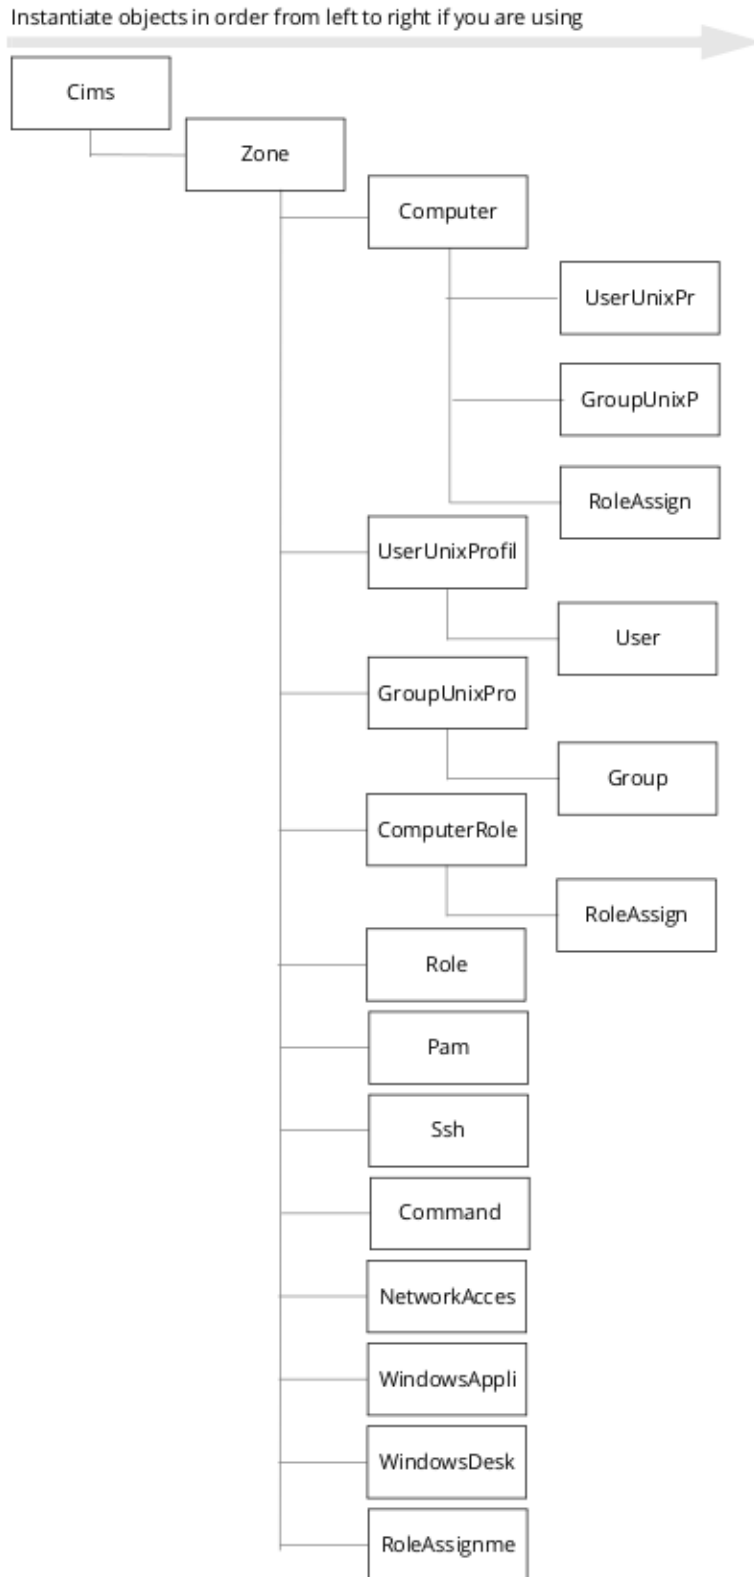 Instantiate objects in order from left to right if you are using
Cims
Zone
Computer
UserUnixPr
GroupUnixP
RoleAssign
UserUnixProfil
User
GroupUnixPro
Group
ComputerRole
RoleAssign
Role
Pam
Ssh
Command
NetworkAcces
WindowsAppli
WindowsDesk
RoleAssignme